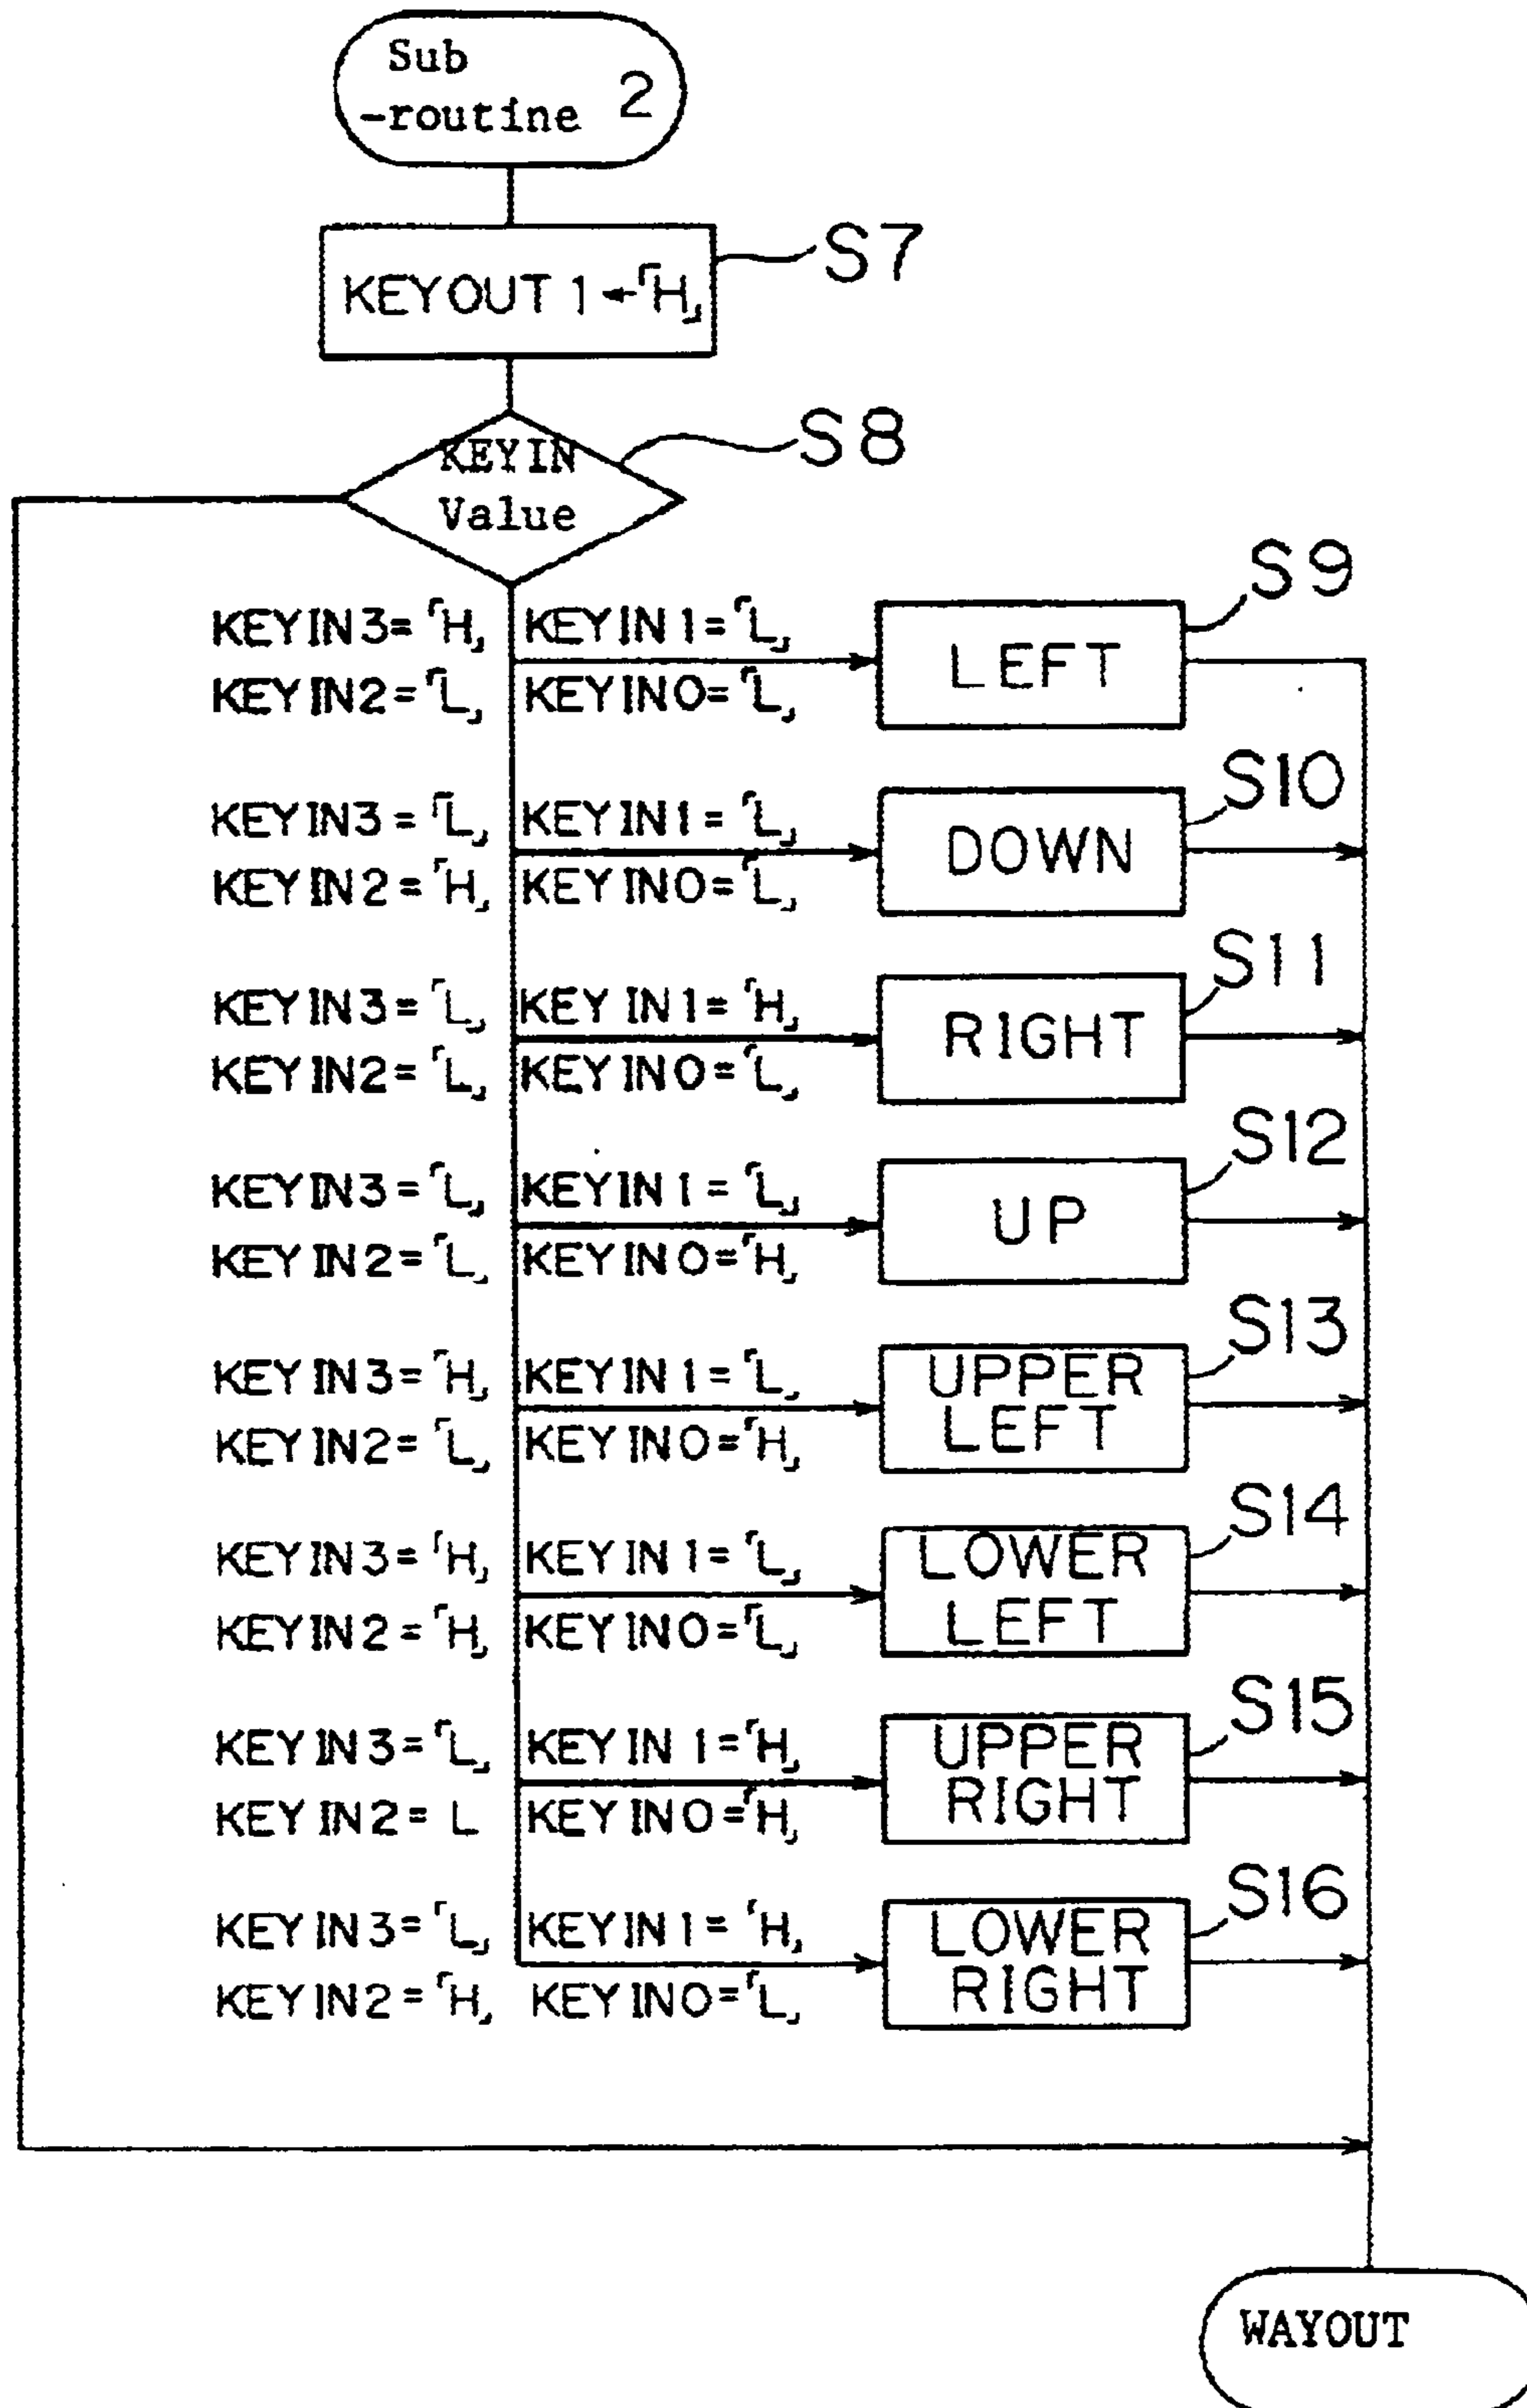 Sub
-routine 2
KEYOUT 1←「H」
S7
KEYIN
Value
S8
KEYIN3=「H」 KEYIN1=「L」
KEYIN2=「L」 KEYIN0=「L」
LEFT
S9
KEYIN3=「L」 KEYIN1=「L」
KEYIN2=「H」 KEYIN0=「L」
DOWN
S10
KEYIN3=「L」 KEYIN1=「H」
KEYIN2=「L」 KEYIN0=「L」
RIGHT
S11
KEYIN3=「L」 KEYIN1=「L」
KEYIN2=「L」 KEYIN0=「H」
UP
S12
KEYIN3=「H」 KEYIN1=「L」
KEYIN2=「L」 KEYIN0=「H」
UPPER
LEFT
S13
KEYIN3=「H」 KEYIN1=「L」
KEYIN2=「H」 KEYIN0=「L」
LOWER
LEFT
S14
KEYIN3=「L」 KEYIN1=「H」
KEYIN2= L KEYIN0=「H」
UPPER
RIGHT
S15
KEYIN3=「L」 KEYIN1=「H」
KEYIN2=「H」 KEYIN0=「L」
LOWER
RIGHT
S16
WAYOUT